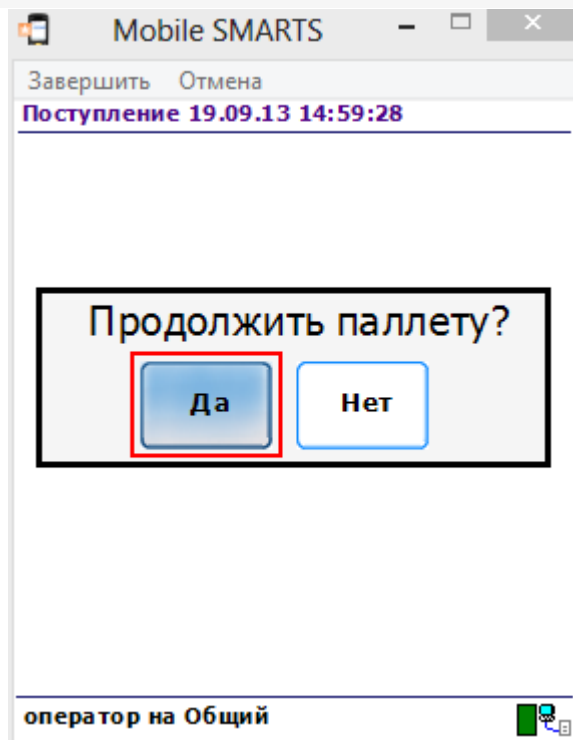 Mobile SMARTS
Завершить Отмена
Поступление 19.09.13 14:59:28
Продолжить паллету?
Да Нет
оператор на Общий